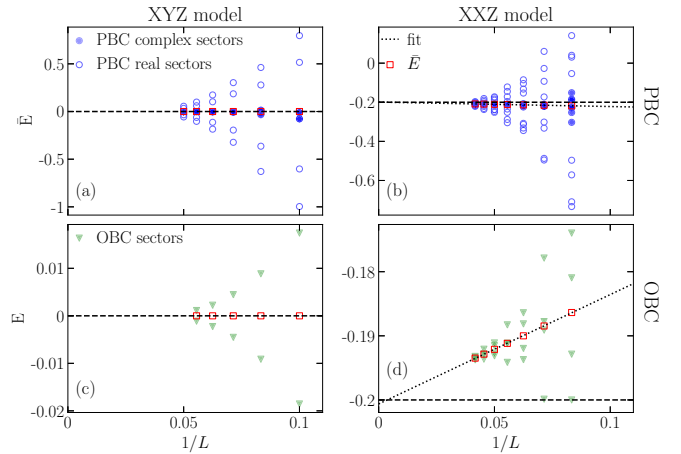 XYZ model
XXZ model
PBC complex sectors
PBC real sectors
fit
Ē
0.5
0
-0.5
-1
Ē
(a)
0
-0.2
-0.4
-0.6
(b)
PBC
OBC sectors
0.01
0
-0.01
-0.02
E
(c)
0
0.05
0.1
1/L
-0.18
-0.19
-0.2
(d)
OBC
0
0.05
0.1
1/L